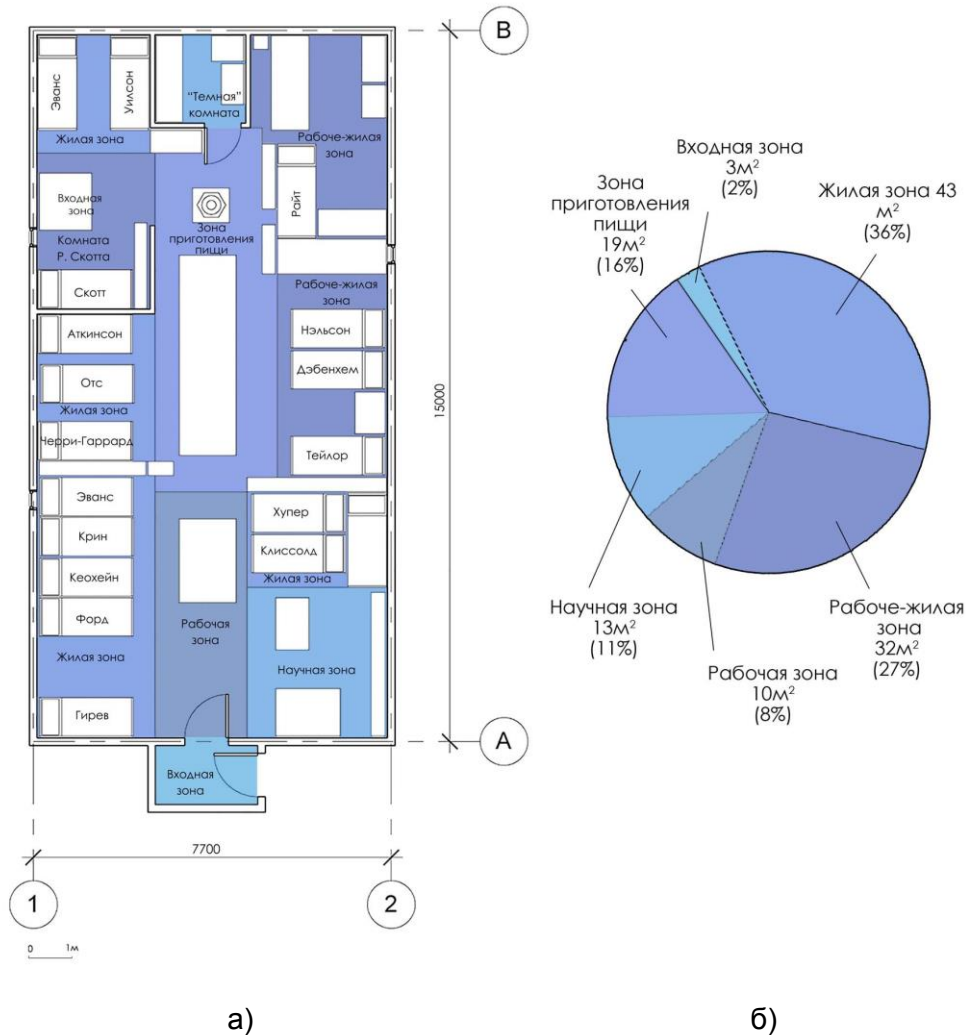 В
Эванс
Уилсон
"Темная"
комната
Жилая зона
Рабоче-жилая
зона
Входная
зона
Райт
Зона
приготовления
пищи
Комната
Р. Скотта
Скотт
Рабоче-жилая
зона
Аткинсон
Нэльсон
Отс
Дэбенхем
Жилая зона
Черри-Гаррард
Тейлор
Эванс
Хупер
Крин
Клиссолд
Кеохейн
Жилая зона
Форд
Рабочая
зона
Жилая зона
Научная зона
Гирев
Входная
зона
15000
А
7700
1
2
0 1м
а)
Входная зона
3м²
(2%)
Зона
приготовления
пищи
19м²
(16%)
Жилая зона 43
м²
(36%)
Научная зона
13м²
(11%)
Рабочая зона
10м²
(8%)
Рабоче-жилая
зона
32м²
(27%)
б)